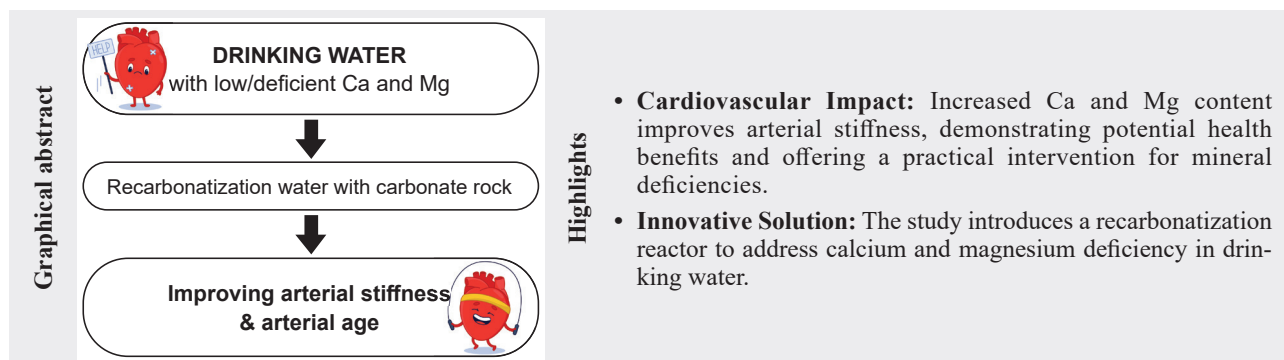 Graphical abstract
HELP
DRINKING WATER
with low/deficient Ca and Mg
Recarbonatization water with carbonate rock
Improving arterial stiffness
& arterial age
Highlights
• Cardiovascular Impact: Increased Ca and Mg content
improves arterial stiffness, demonstrating potential health
benefits and offering a practical intervention for mineral
deficiencies.
• Innovative Solution: The study introduces a recarbonatization
reactor to address calcium and magnesium deficiency in drin-
king water.